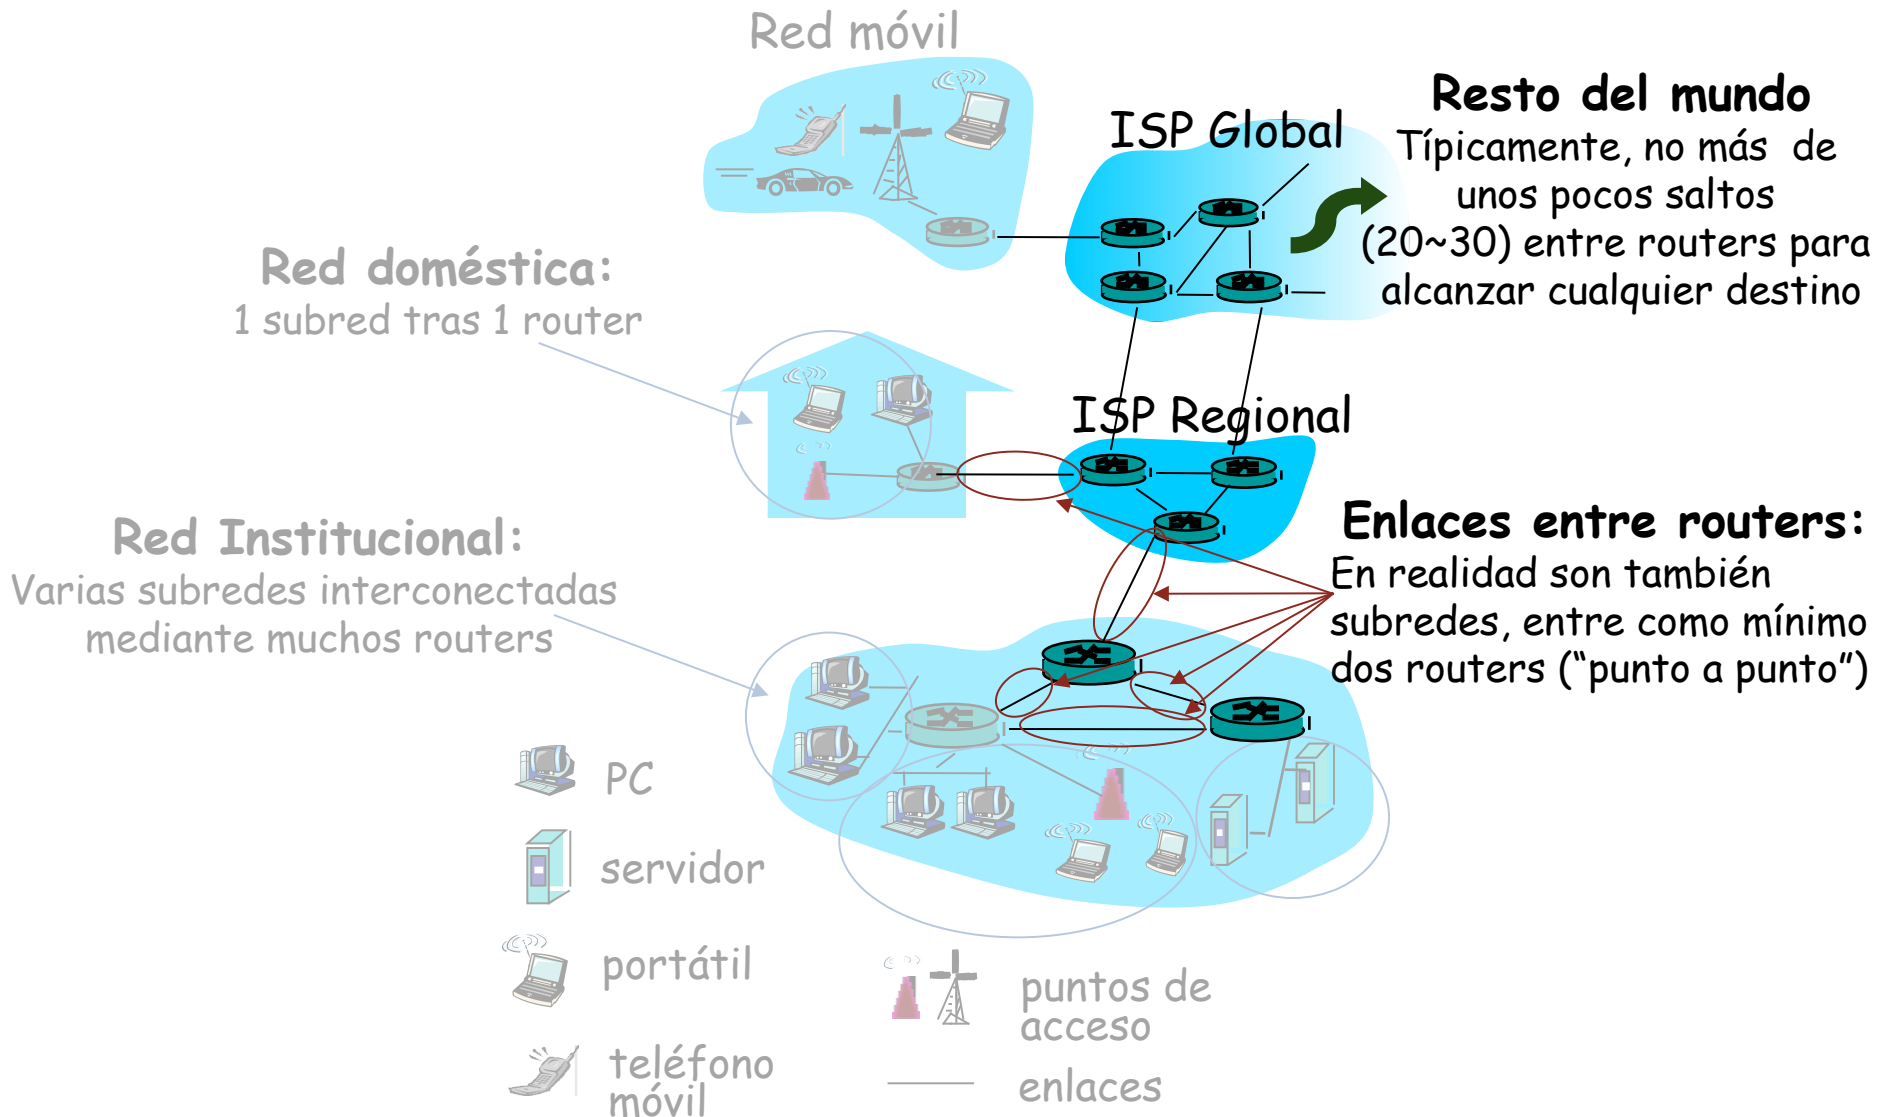 Red móvil
ISP Global
Resto del mundo
Típicamente, no más de
unos pocos saltos
(20~30) entre routers para
alcanzar cualquier destino
Red doméstica:
1 subred tras 1 router
ISP Regional
Enlaces entre routers:
En realidad son también
subredes, entre como mínimo
dos routers (“punto a punto”)
Red Institucional:
Varias subredes interconectadas
mediante muchos routers
PC
servidor
portátil
teléfono
móvil
puntos de
acceso
enlaces